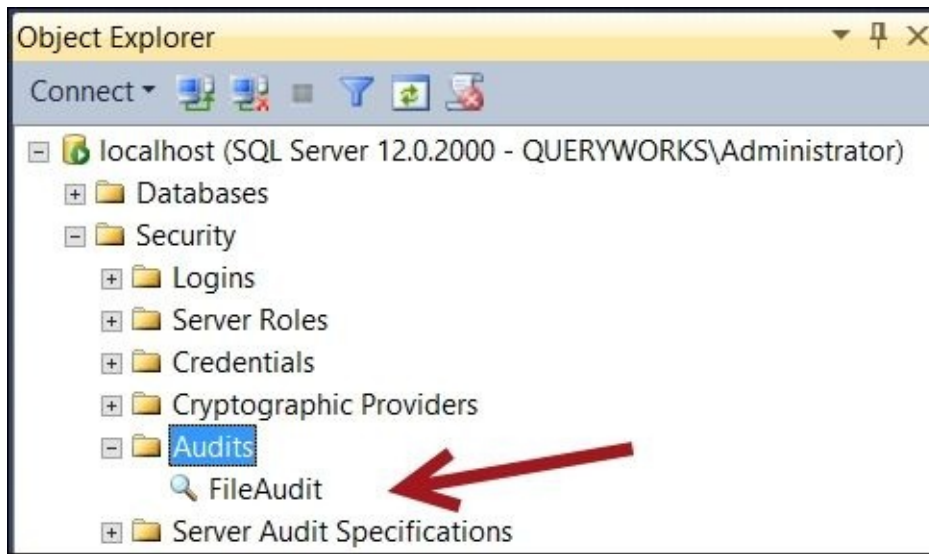 Object Explorer
Connect
localhost (SQL Server 12.0.2000 - QUERYWORKS\Administrator)
Databases
Security
Logins
Server Roles
Credentials
Cryptographic Providers
Audits
FileAudit
Server Audit Specifications